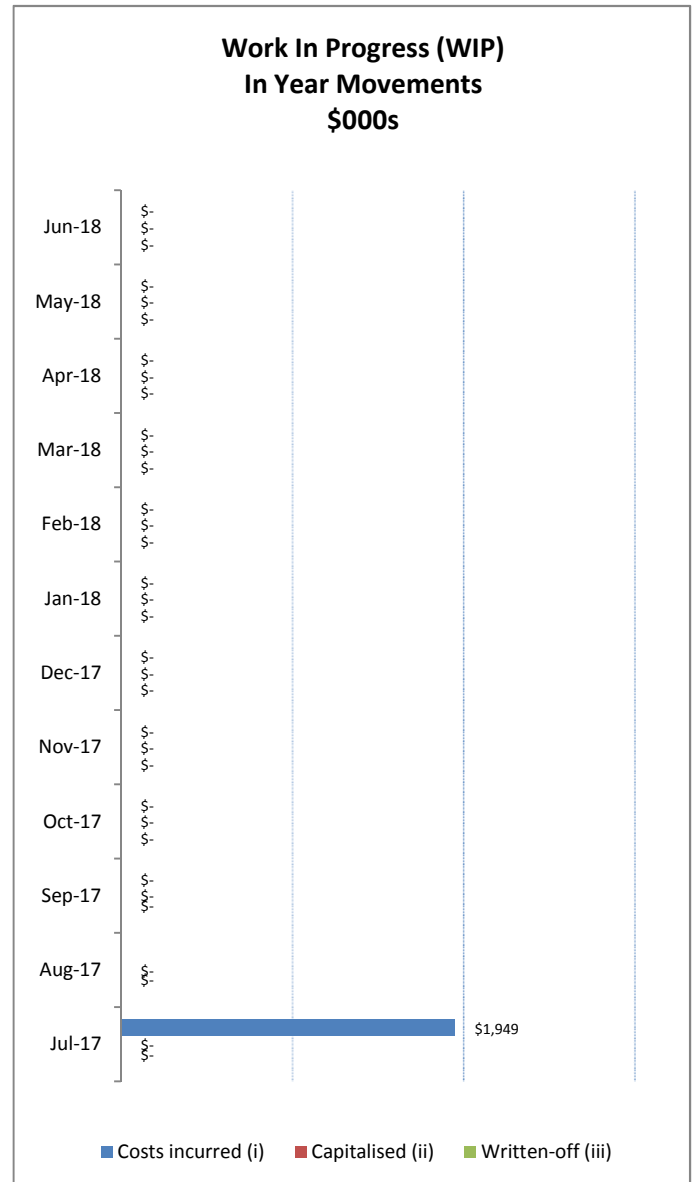 Work In Progress (WIP)
In Year Movements
$000s
Jun-18
$-
$-
$-
May-18
$-
$-
$-
Apr-18
$-
$-
$-
Mar-18
$-
$-
$-
Feb-18
$-
$-
$-
Jan-18
$-
$-
$-
Dec-17
$-
$-
$-
Nov-17
$-
$-
$-
Oct-17
$-
$-
$-
Sep-17
$-
$-
$-
Aug-17
$-
$-
Jul-17
$1,949
$-
$-
Costs incurred (i) Capitalised (ii) Written-off (iii)